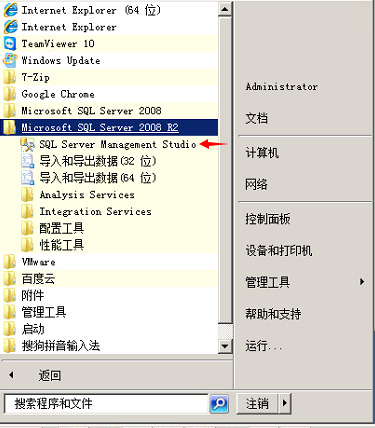 Internet Explorer (64 位)
Internet Explorer
TeamViewer 10
Windows Update
7-Zip
Google Chrome
Microsoft SQL Server 2008
Microsoft SQL Server 2008 R2
SQL Server Management Studio
导入和导出数据(32 位)
导入和导出数据(64 位)
Analysis Services
Integration Services
配置工具
性能工具
VMware
百度云
附件
管理工具
启动
搜狗拼音输入法
返回
搜索程序和文件
Administrator
文档
计算机
网络
控制面板
设备和打印机
管理工具
帮助和支持
运行...
注销